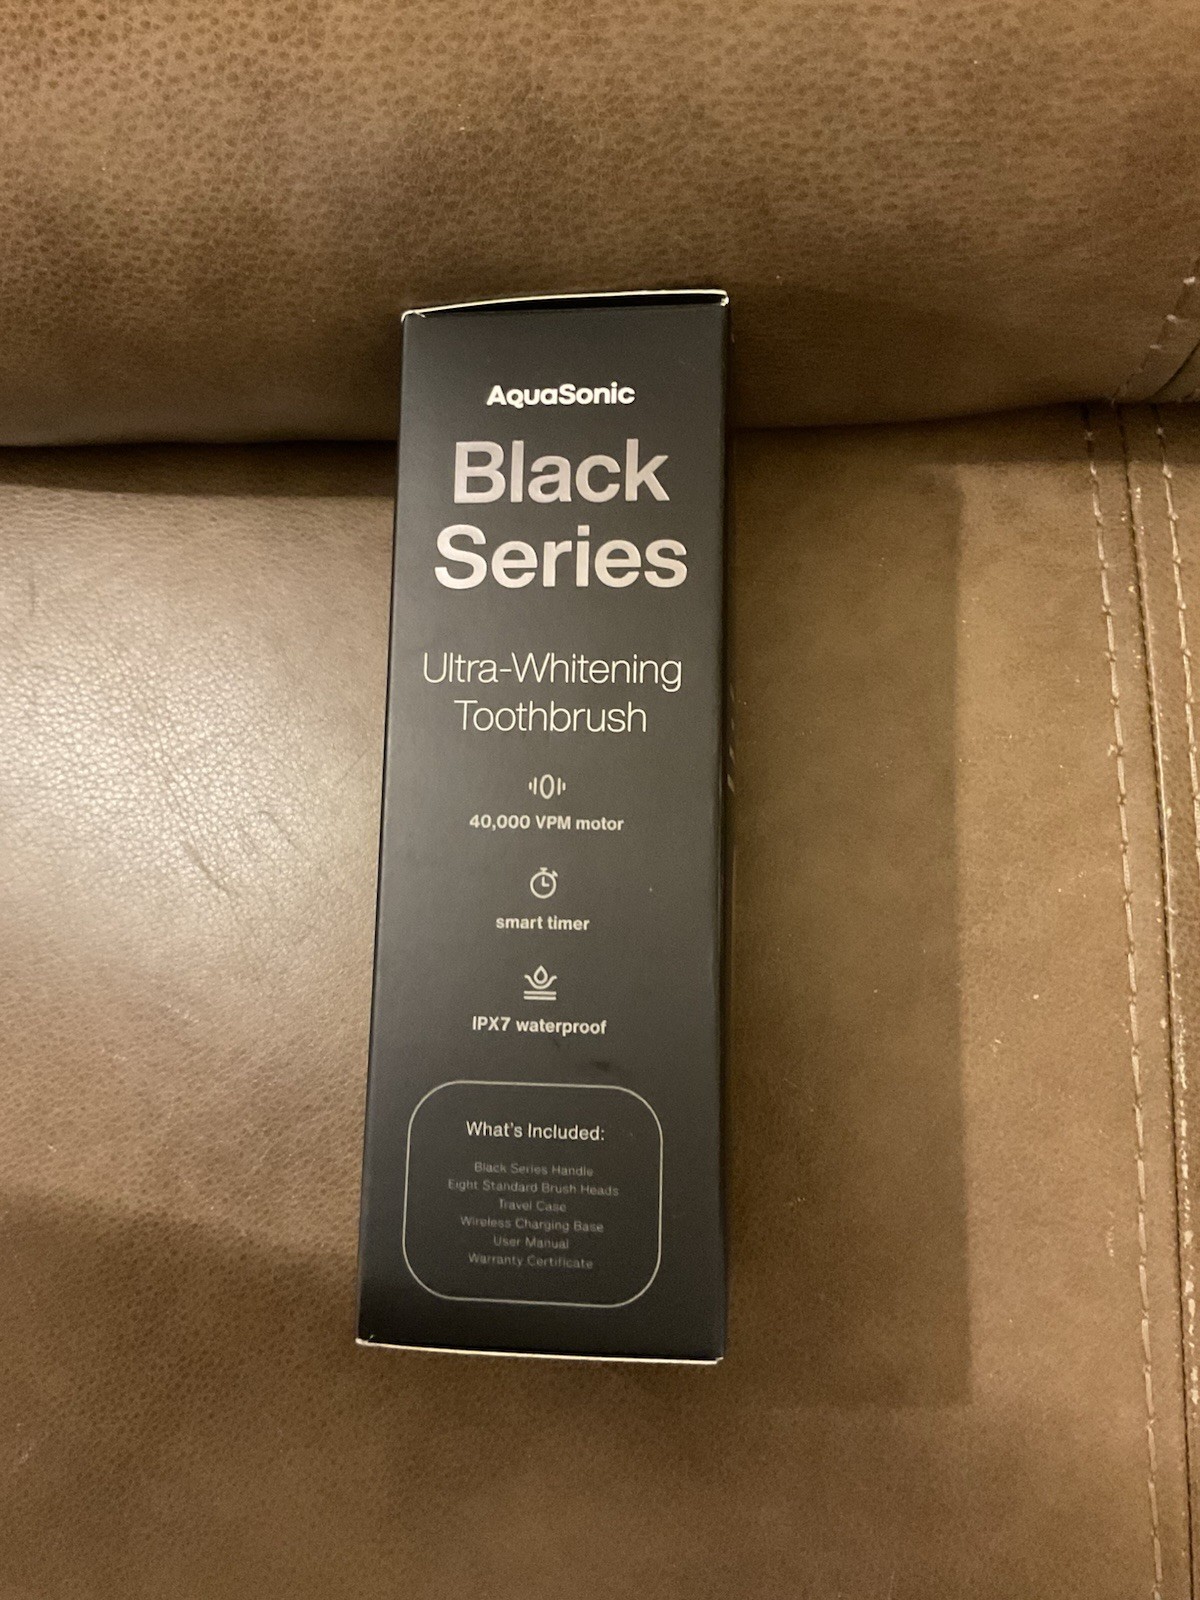 AquaSonic
Black
Series
Ultra-Whitening
Toothbrush
40,000 VPM motor
smart timer
IPX7 waterproof
What's Included:
Black Series Handle
Eight Standard Brush Heads
Travel Case
Wireless Charging Base
User Manual
Warranty Certificate